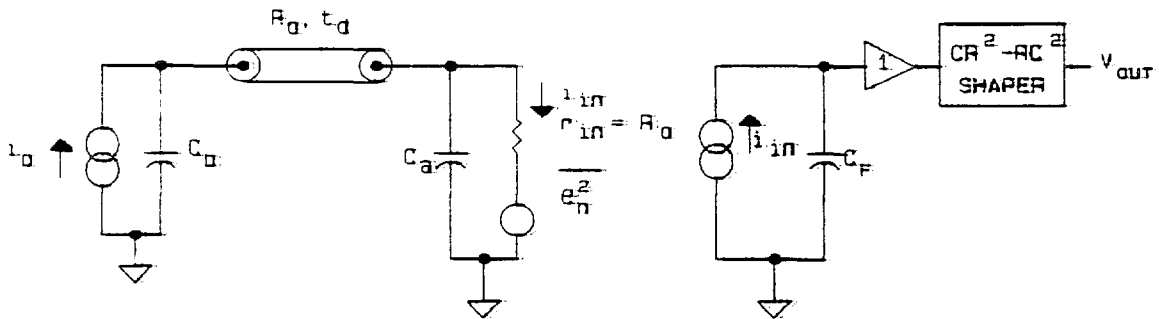 R₀, t_d
i₀
C₀
C_a
i_in
r_in = R₀
e_n²
i_in
C_F
1
CR²-RC²
SHAPER
V_OUT